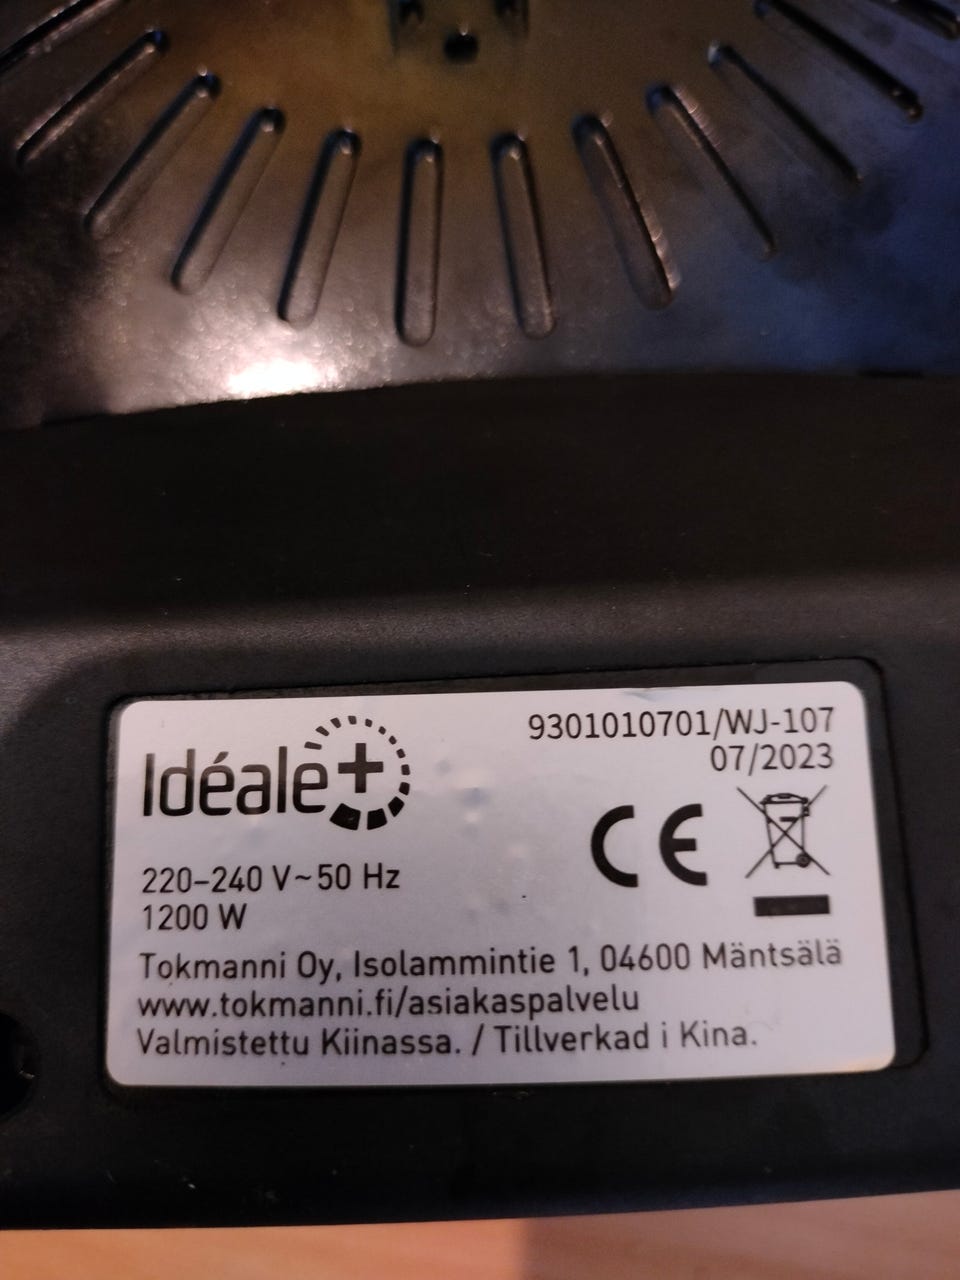 Idéale+
9301010701/WJ-107
07/2023
CE
220–240 V~50 Hz
1200 W
Tokmanni Oy, Isolammintie 1, 04600 Mäntsälä
www.tokmanni.fi/asiakaspalvelu
Valmistettu Kiinassa. / Tillverkad i Kina.